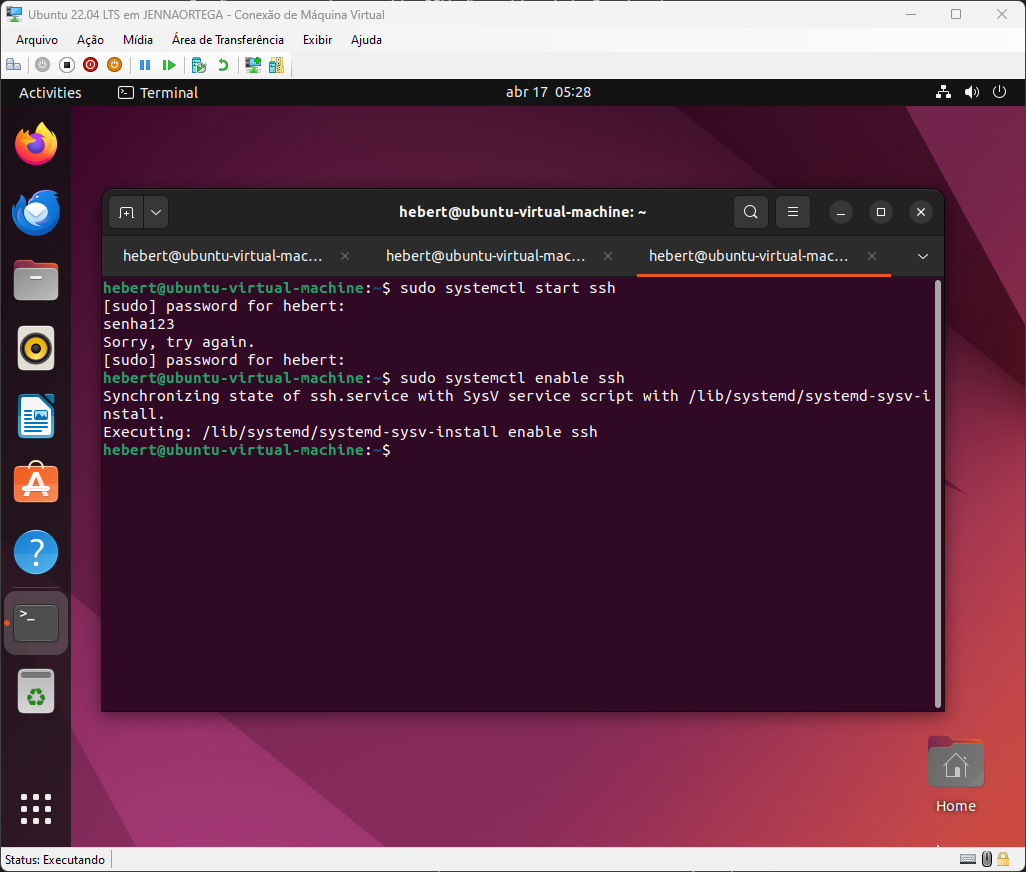 Ubuntu 22.04 LTS em JENNAORTEGA - Conexão de Máquina Virtual
Arquivo Ação Mídia Área de Transferência Exibir Ajuda
Activities Terminal abr 17 05:28
hebert@ubuntu-virtual-machine: ~
hebert@ubuntu-virtual-mac... hebert@ubuntu-virtual-mac... hebert@ubuntu-virtual-mac...
hebert@ubuntu-virtual-machine:~$ sudo systemctl start ssh
[sudo] password for hebert:
senha123
Sorry, try again.
[sudo] password for hebert:
hebert@ubuntu-virtual-machine:~$ sudo systemctl enable ssh
Synchronizing state of ssh.service with SysV service script with /lib/systemd/systemd-sysv-i
nstall.
Executing: /lib/systemd/systemd-sysv-install enable ssh
hebert@ubuntu-virtual-machine:~$
Home
Status: Executando